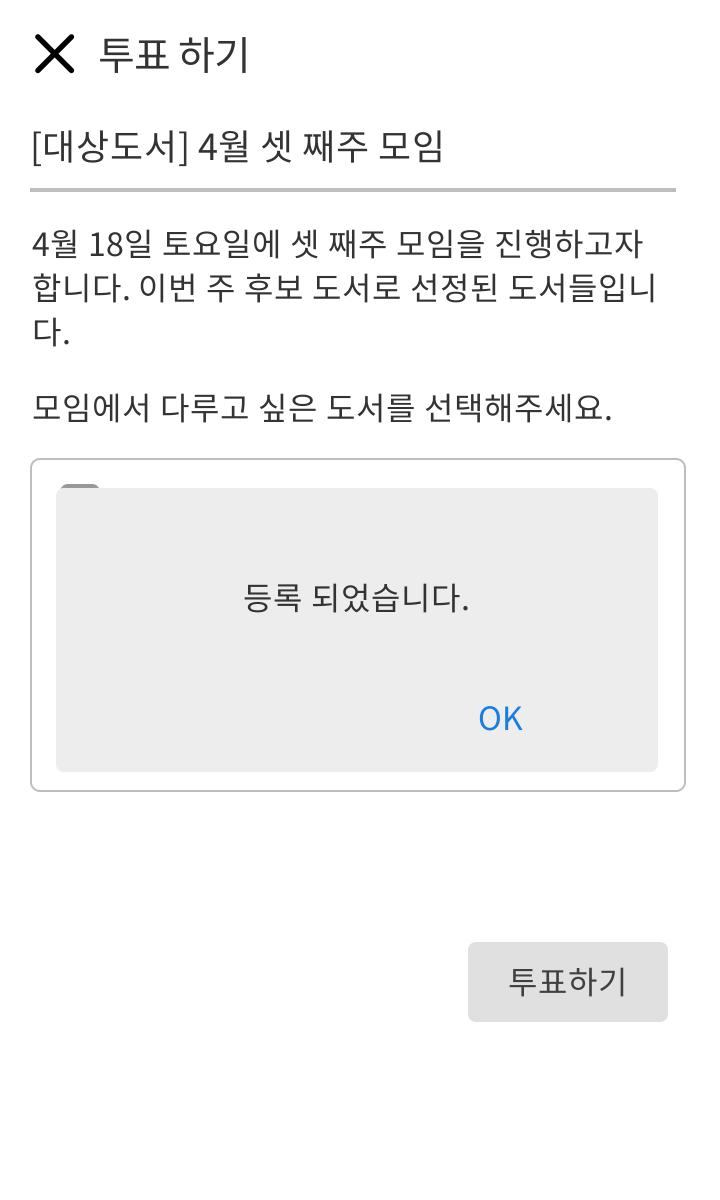 투표 하기
[대상도서] 4월 셋 째주 모임
4월 18일 토요일에 셋 째주 모임을 진행하고자
합니다. 이번 주 후보 도서로 선정된 도서들입니
다.
모임에서 다루고 싶은 도서를 선택해주세요.
등록 되었습니다.
OK
투표하기